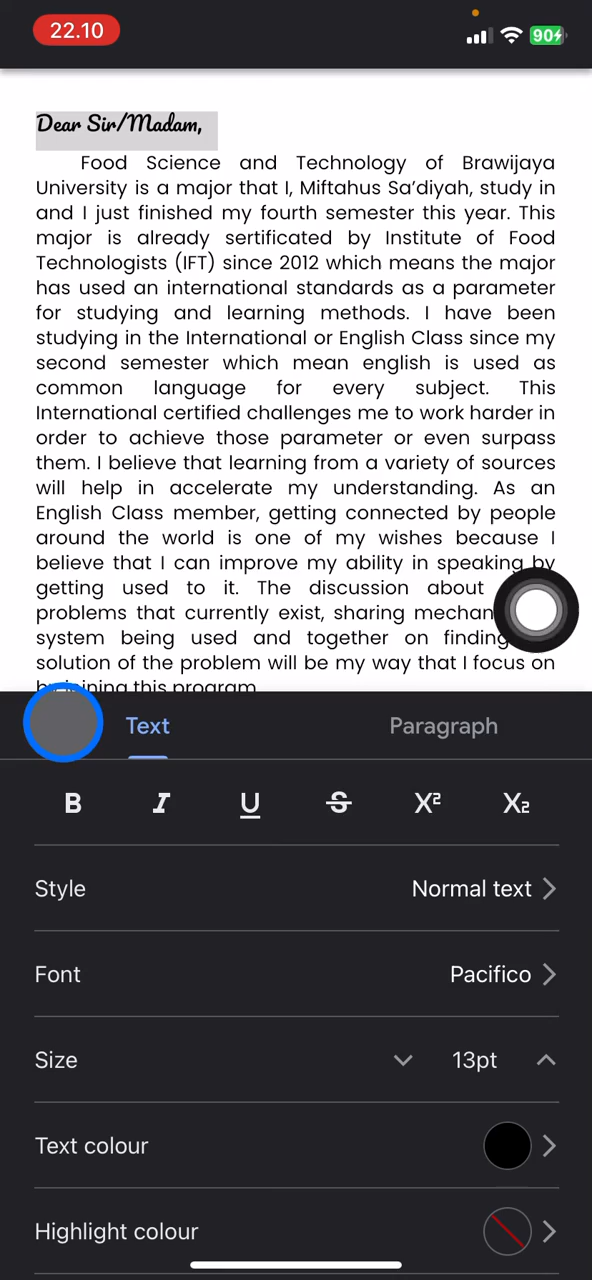 22.10
90
Dear Sir/Madam,
Food Science and Technology of Brawijaya
University is a major that I, Miftahus Sa'diyah, study in
and I just finished my fourth semester this year. This
major is already sertificated by Institute of Food
Technologists (IFT) since 2012 which means the major
has used an international standards as a parameter
for studying and learning methods. I have been
studying in the International or English Class since my
second semester which mean english is used as
common language for every subject. This
International certified challenges me to work harder in
order to achieve those parameter or even surpass
them. I believe that learning from a variety of sources
will help in accelerate my understanding. As an
English Class member, getting connected by people
around the world is one of my wishes because I
believe that I can improve my ability in speaking by
getting used to it. The discussion about
problems that currently exist, sharing mechan
system being used and together on finding
solution of the problem will be my way that I focus on
joining this program.
Text
Paragraph
B I U S X² X₂
Style Normal text
Font Pacifico
Size 13pt
Text colour
Highlight colour